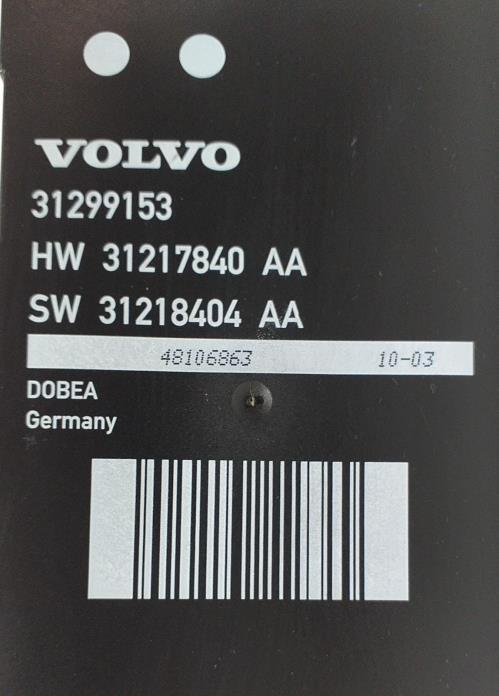 VOLVO
31299153
HW 31217840 AA
SW 31218404 AA
48106863 10-03
DOBEA
Germany